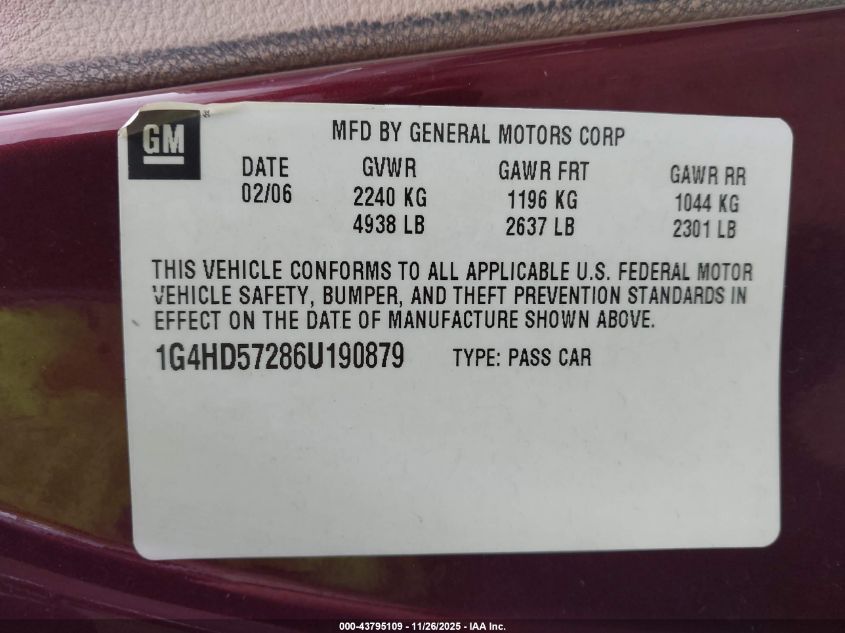 GM
MFD BY GENERAL MOTORS CORP
DATE GVWR GAWR FRT GAWR RR
02/06 2240 KG 1196 KG 1044 KG
4938 LB 2637 LB 2301 LB
THIS VEHICLE CONFORMS TO ALL APPLICABLE U.S. FEDERAL MOTOR
VEHICLE SAFETY, BUMPER, AND THEFT PREVENTION STANDARDS IN
EFFECT ON THE DATE OF MANUFACTURE SHOWN ABOVE.
1G4HD57286U190879 TYPE: PASS CAR
000-43795109 - 11/26/2025 - IAA Inc.